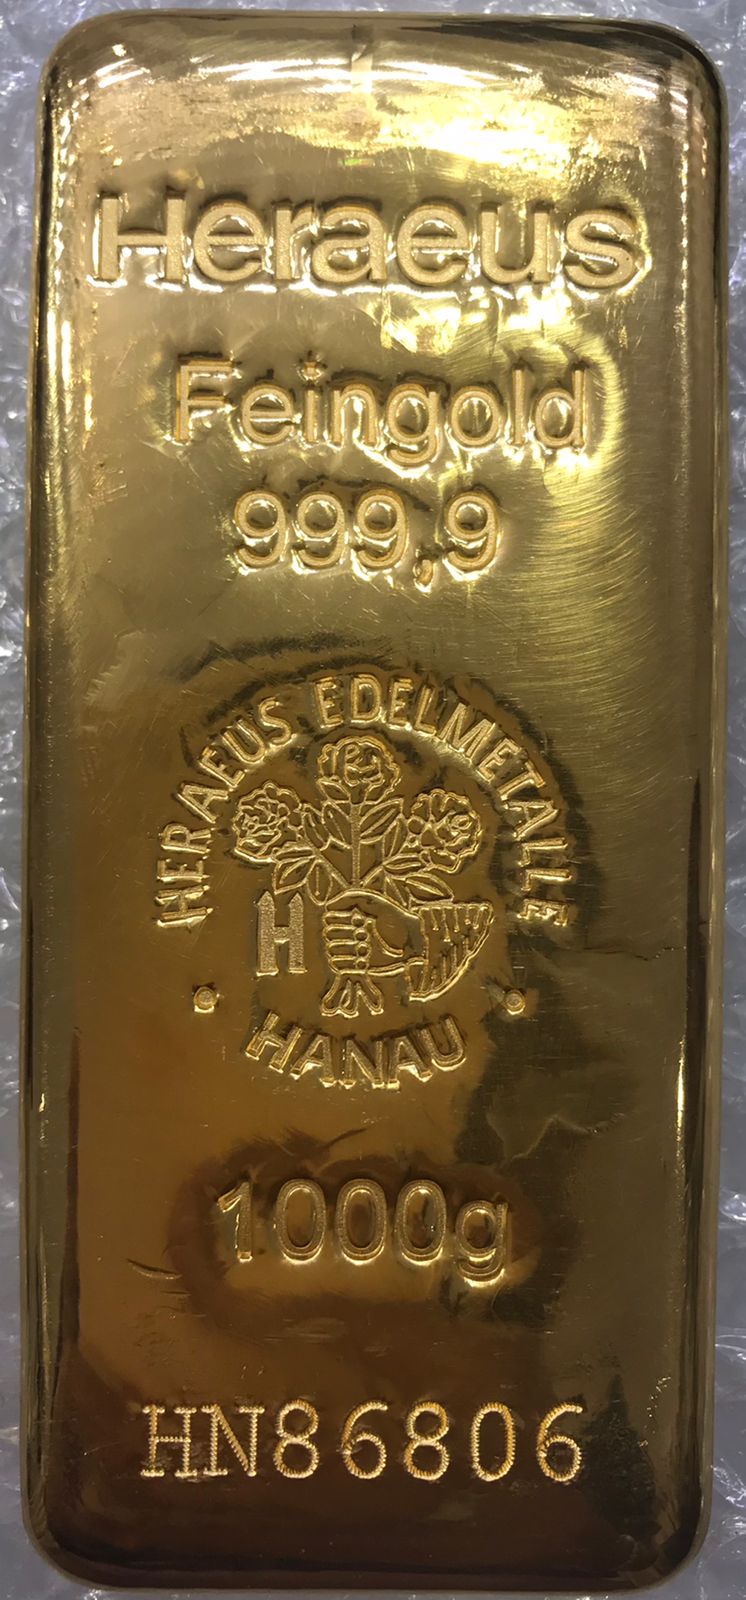 Heraeus
Feingold
999,9
HERAEUS EDELMETALLE
H
• HANAU •
1000g
HN86806